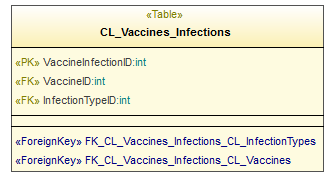 «Table»
CL_Vaccines_Infections
«PK» VaccineInfectionID:int
«FK» VaccineID:int
«FK» InfectionTypeID:int
«ForeignKey» FK_CL_Vaccines_Infections_CL_InfectionTypes
«ForeignKey» FK_CL_Vaccines_Infections_CL_Vaccines